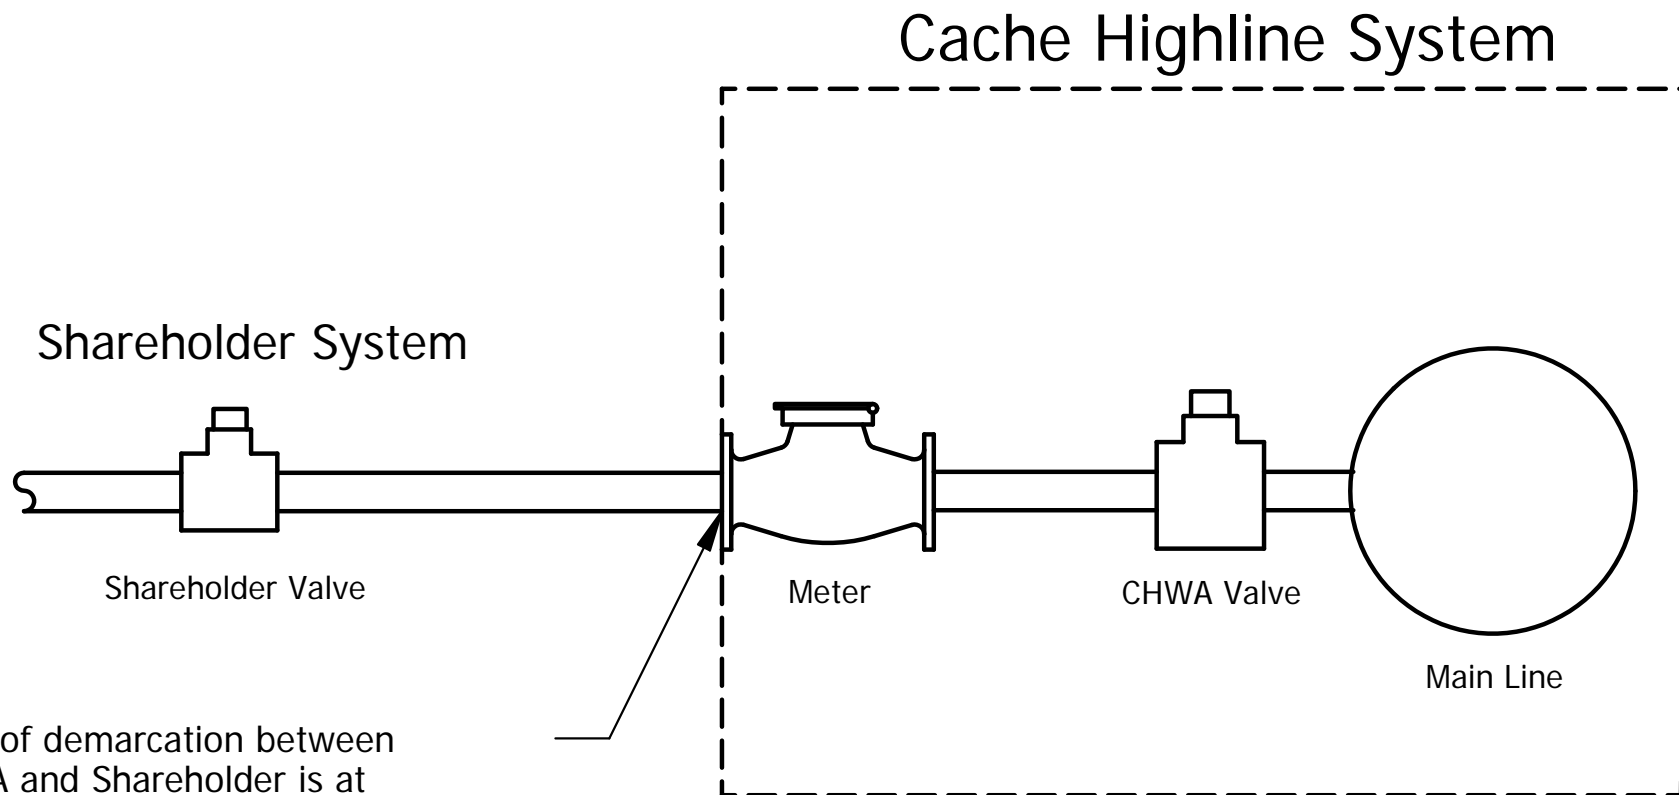 Cache Highline System
Shareholder System
Shareholder Valve
Meter
CHWA Valve
Main Line
of demarcation between
A and Shareholder is at